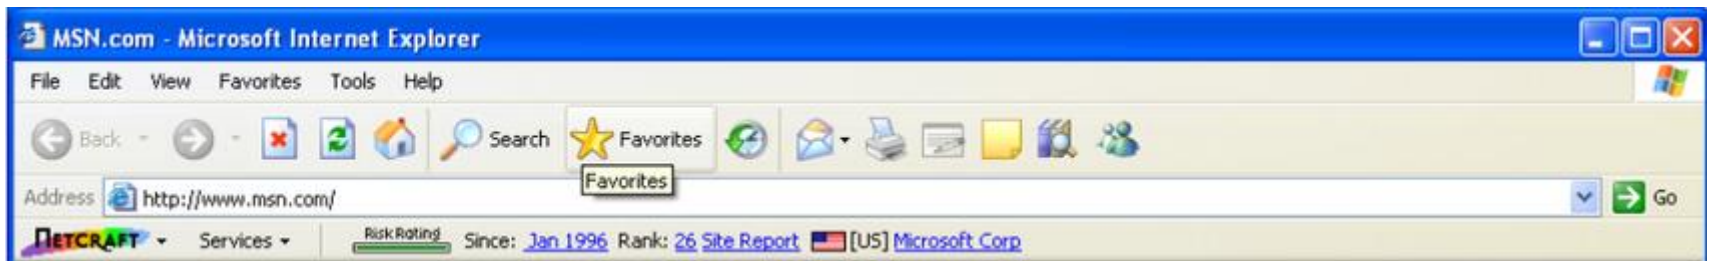 MSN.com - Microsoft Internet Explorer
File Edit View Favorites Tools Help
Back Search Favorites
Favorites
Address http://www.msn.com/ Go
NETCRAFT Services Risk Rating Since: Jan 1996 Rank: 26 Site Report [US] Microsoft Corp